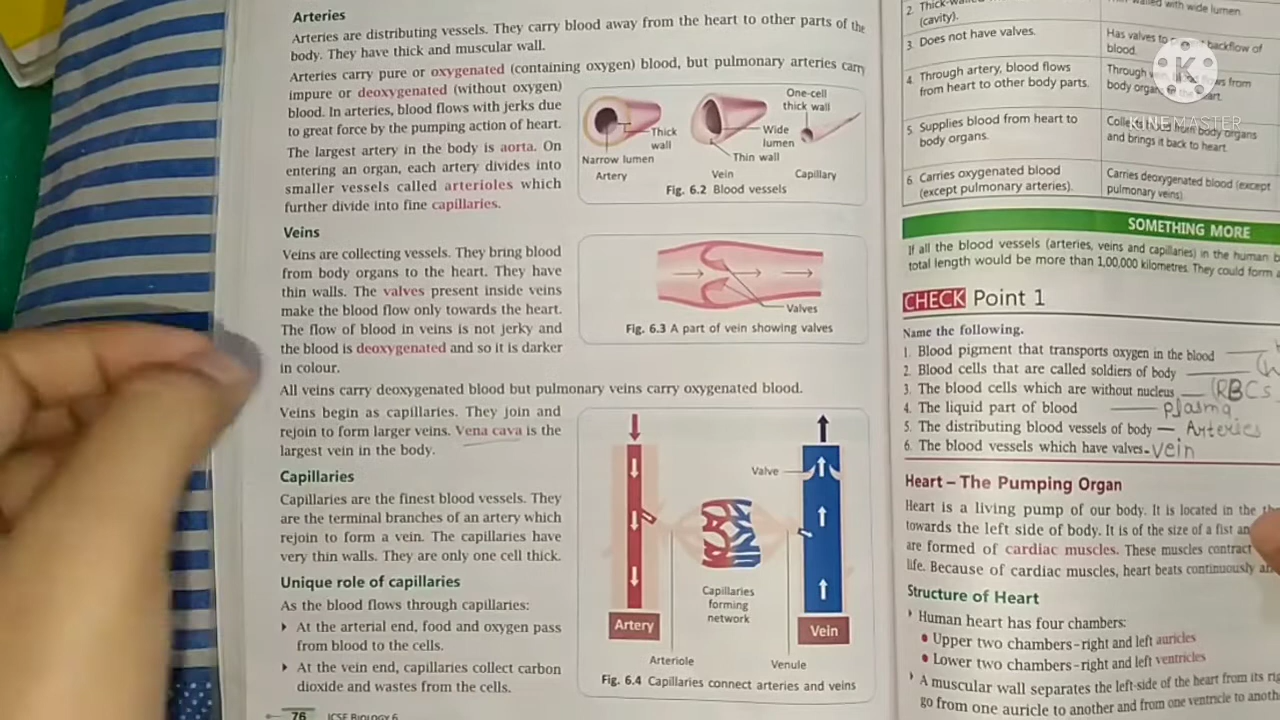 Arteries
Arteries are distributing vessels. They carry blood away from the heart to other parts of the
body. They have thick and muscular wall.
Arteries carry pure or oxygenated (containing oxygen) blood, but pulmonary arteries carry
impure or deoxygenated (without oxygen)
blood. In arteries, blood flows with jerks due
to great force by the pumping action of heart.
The largest artery in the body is aorta. On
entering an organ, each artery divides into
smaller vessels called arterioles which
further divide into fine capillaries.
One-cell
thick wall
Thick
wall
Wide
lumen
Narrow lumen
Thin wall
Artery
Vein
Capillary
Fig. 6.2 Blood vessels
Veins
Veins are collecting vessels. They bring blood
from body organs to the heart. They have
thin walls. The valves present inside veins
make the blood flow only towards the heart.
The flow of blood in veins is not jerky and
the blood is deoxygenated and so it is darker
in colour.
Valves
Fig. 6.3 A part of vein showing valves
All veins carry deoxygenated blood but pulmonary veins carry oxygenated blood.
Veins begin as capillaries. They join and
rejoin to form larger veins. Vena cava is the
largest vein in the body.
Capillaries
Capillaries are the finest blood vessels. They
are the terminal branches of an artery which
rejoin to form a vein. The capillaries have
very thin walls. They are only one cell thick.
Unique role of capillaries
As the blood flows through capillaries:
At the arterial end, food and oxygen pass
from blood to the cells.
At the vein end, capillaries collect carbon
dioxide and wastes from the cells.
Valve
Capillaries
forming
network
Artery
Vein
Arteriole
Venule
Fig. 6.4 Capillaries connect arteries and veins
76 ICSE BIOLOGY 6
2. Thick-walled
(cavity).
walled with wide lumen
3. Does not have valves.
Has valves to backflow of
blood.
4. Through artery, blood flows
from heart to other body parts.
Through flows from
body organs heart.
5. Supplies blood from heart to
body organs.
from body organs
and brings it back to heart.
6. Carries oxygenated blood
(except pulmonary arteries).
Carries deoxygenated blood (except
pulmonary veins).
K
KINEMASTER
SOMETHING MORE
If all the blood vessels (arteries, veins and capillaries) in the human
total length would be more than 1,00,000 kilometres. They could form
CHECK Point 1
Name the following.
1. Blood pigment that transports oxygen in the blood
2. Blood cells that are called soldiers of body
3. The blood cells which are without nucleus RBCs
4. The liquid part of blood plasma
5. The distributing blood vessels of body – Arteries
6. The blood vessels which have valves-vein
Heart – The Pumping Organ
Heart is a living pump of our body. It is located in the
towards the left side of body. It is of the size of a fist
are formed of cardiac muscles. These muscles contract
life. Because of cardiac muscles, heart beats continuously
Structure of Heart
Human heart has four chambers:
• Upper two chambers–right and left auricles
• Lower two chambers–right and left ventricles
A muscular wall separates the left-side of the heart from its
go from one auricle to another and from one ventricle to